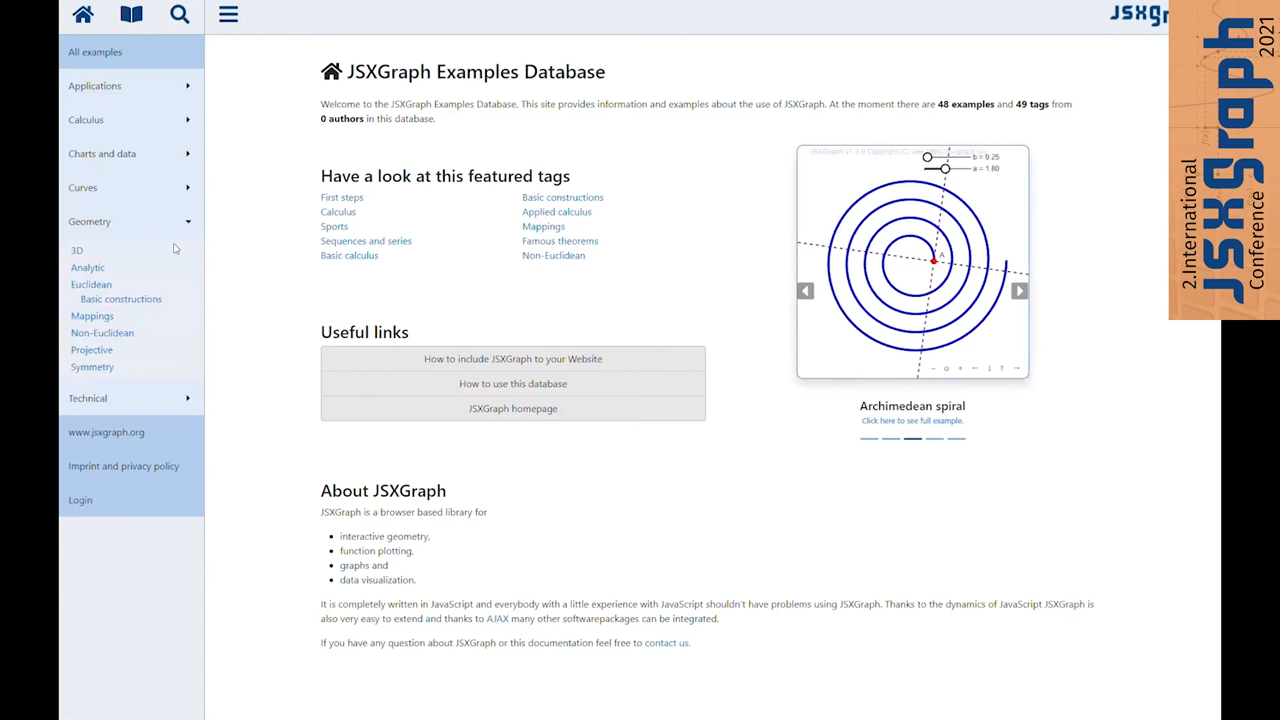 All examples
Applications
Calculus
Charts and data
Curves
Geometry
3D
Analytic
Euclidean
Basic constructions
Mappings
Non-Euclidean
Projective
Symmetry
Technical
www.jsxgraph.org
Imprint and privacy policy
Login
JSXGraph Examples Database
Welcome to the JSXGraph Examples Database. This site provides information and examples about the use of JSXGraph. At the moment there are 48 examples and 49 tags from
0 authors in this database.
Have a look at this featured tags
First steps
Calculus
Sports
Sequences and series
Basic calculus
Basic constructions
Applied calculus
Mappings
Famous theorems
Non-Euclidean
Useful links
How to include JSXGraph to your Website
How to use this database
JSXGraph homepage
b = 0.25
a = 1.80
A
− o + ← ↓ ↑ →
Archimedean spiral
Click here to see full example.
About JSXGraph
JSXGraph is a browser based library for
interactive geometry,
function plotting,
graphs and
data visualization.
It is completely written in JavaScript and everybody with a little experience with JavaScript shouldn't have problems using JSXGraph. Thanks to the dynamics of JavaScript JSXGraph is
also very easy to extend and thanks to AJAX many other softwarepackages can be integrated.
If you have any question about JSXGraph or this documentation feel free to contact us.
2.International
JSXGraph
Conference 2021